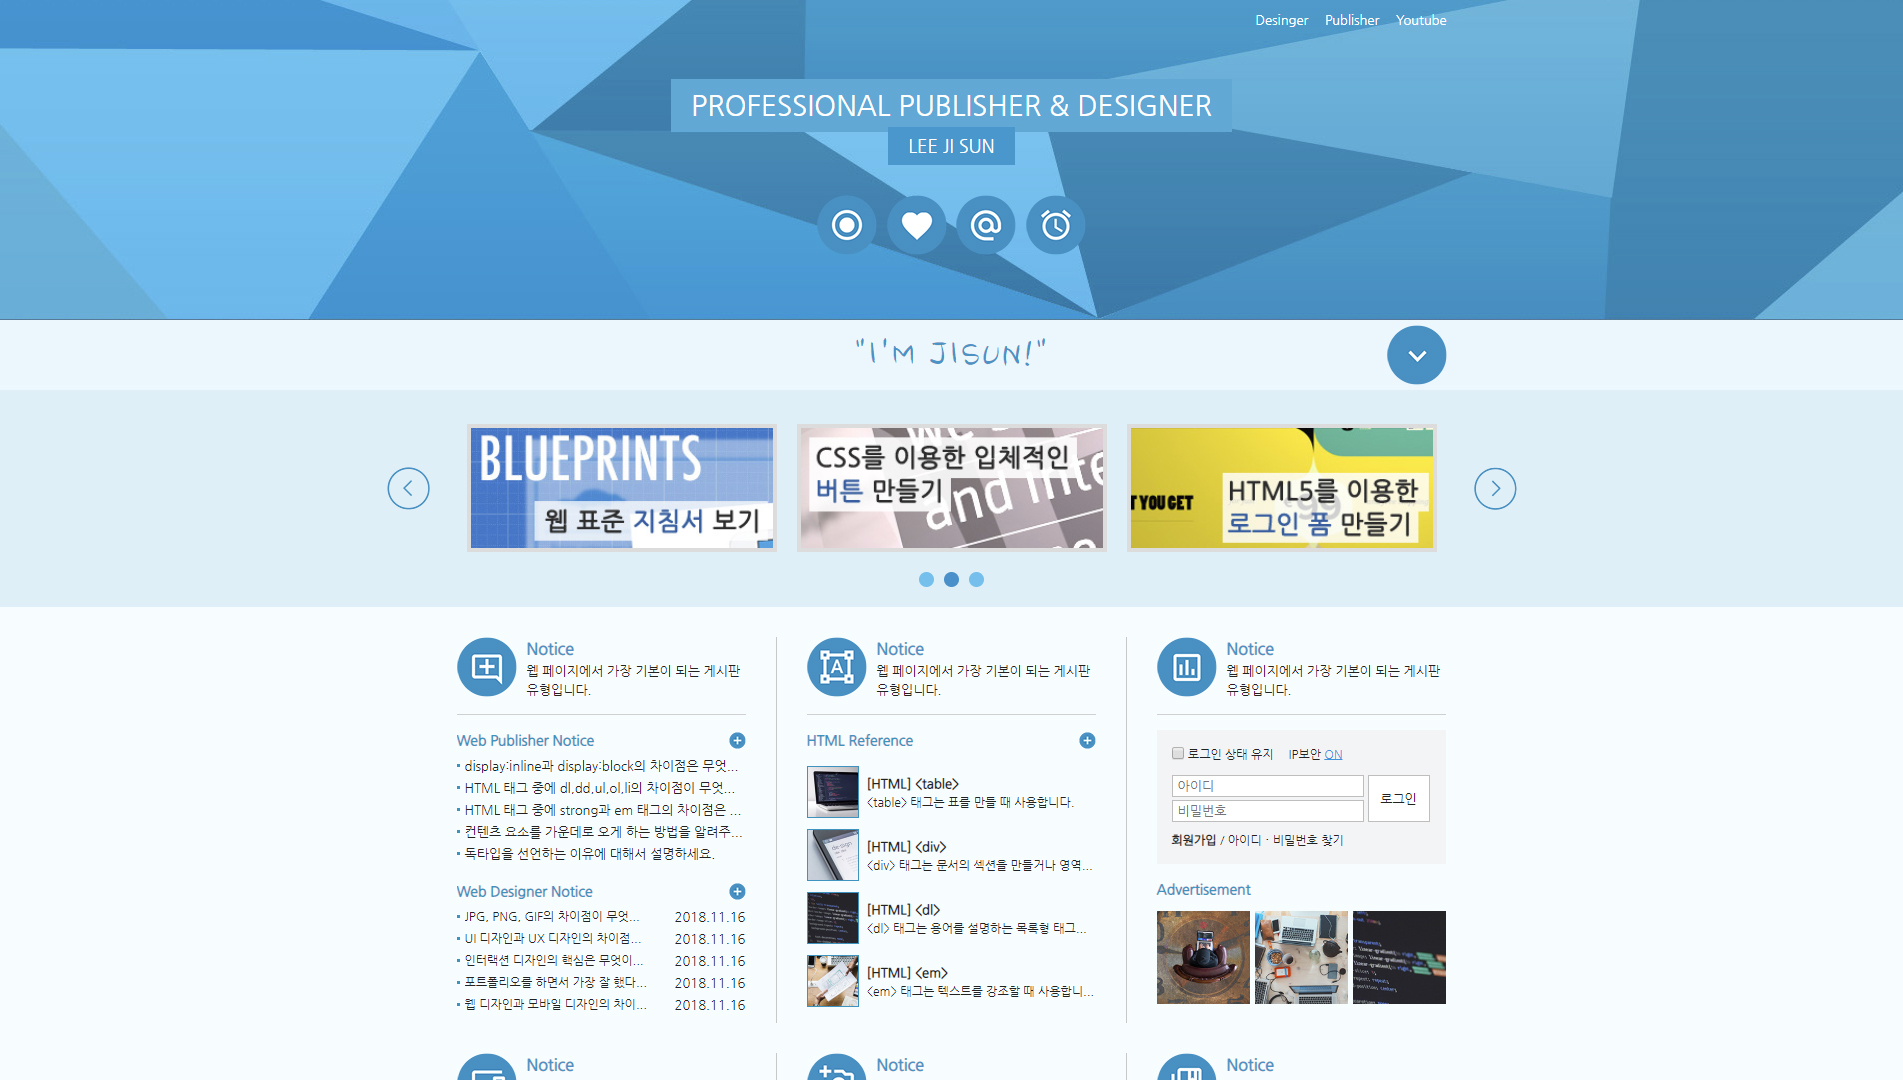 Desinger Publisher Youtube
PROFESSIONAL PUBLISHER & DESIGNER
LEE JI SUN
"I'M JISUN!"
BLUEPRINTS
웹 표준 지침서 보기
CSS를 이용한 입체적인
버튼 만들기
and inte
T YOU GET
HTML5를 이용한
로그인 폼 만들기
99
Notice
웹 페이지에서 가장 기본이 되는 게시판
유형입니다.
Web Publisher Notice
display:inline과 display:block의 차이점은 무엇...
HTML 태그 중에 dl,dd,ul,ol,li의 차이점이 무엇...
HTML 태그 중에 strong과 em 태그의 차이점은 ...
컨텐츠 요소를 가운데로 오게 하는 방법을 알려주...
독타입을 선언하는 이유에 대해서 설명하세요.
Web Designer Notice
JPG, PNG, GIF의 차이점이 무엇... 2018.11.16
UI 디자인과 UX 디자인의 차이점... 2018.11.16
인터랙션 디자인의 핵심은 무엇이... 2018.11.16
포트폴리오를 하면서 가장 잘 했다... 2018.11.16
웹 디자인과 모바일 디자인의 차이... 2018.11.16
Notice
웹 페이지에서 가장 기본이 되는 게시판
유형입니다.
HTML Reference
[HTML] <table>
<table> 태그는 표를 만들 때 사용합니다.
[HTML] <div>
<div> 태그는 문서의 섹션을 만들거나 영역...
[HTML] <dl>
<dl> 태그는 용어를 설명하는 목록형 태그...
[HTML] <em>
<em> 태그는 텍스트를 강조할 때 사용합니...
Notice
웹 페이지에서 가장 기본이 되는 게시판
유형입니다.
로그인 상태 유지 IP보안 ON
아이디
비밀번호
로그인
회원가입 / 아이디 · 비밀번호 찾기
Advertisement
Notice
Notice
Notice